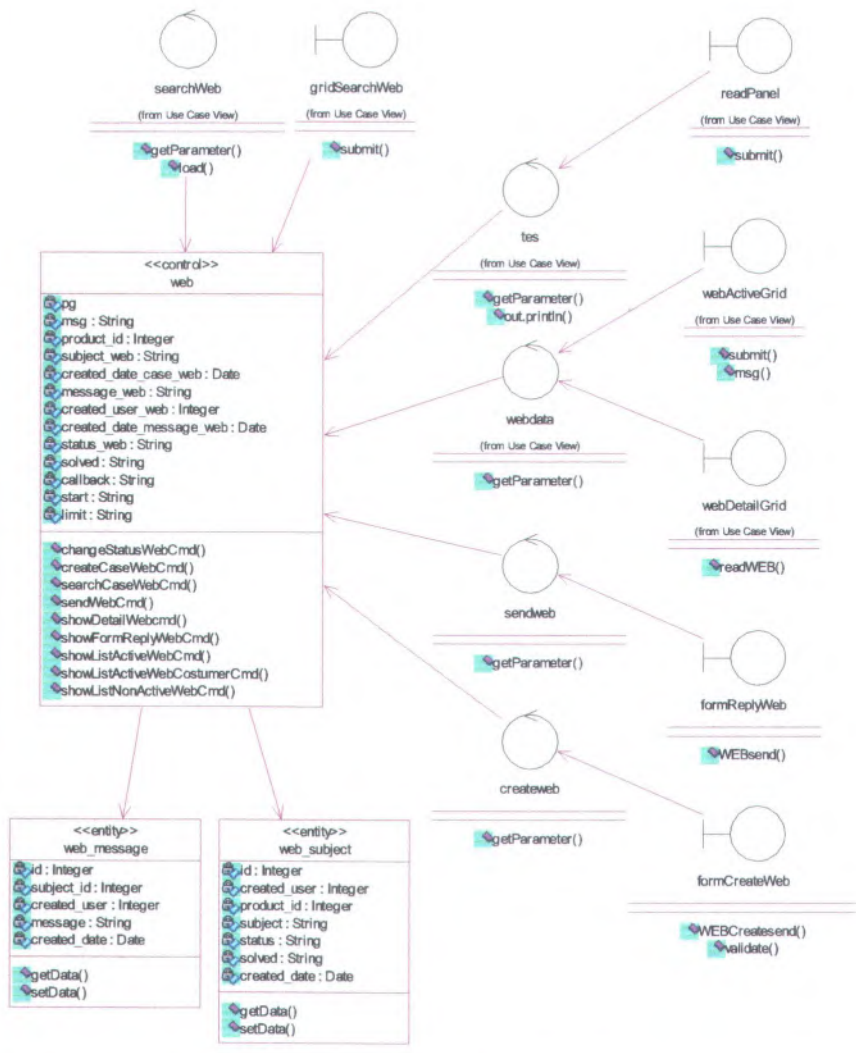 searchWeb
(from Use Case View)
getParameter()
load()
gridSearchWeb
(from Use Case View)
submit()
readPanel
(from Use Case View)
submit()
tes
(from Use Case View)
getParameter()
out.println()
webActiveGrid
(from Use Case View)
submit()
msg()
webdata
(from Use Case View)
getParameter()
webDetailGrid
(from Use Case View)
readWEB()
sendweb
getParameter()
formReplyWeb
WEBsend()
createweb
getParameter()
formCreateWeb
WEBCreatesend()
validate()
<<control>>
web
pg
msg : String
product_id : Integer
subject_web : String
created_date_case_web : Date
message_web : String
created_user_web : Integer
created_date_message_web : Date
status_web : String
solved : String
callback : String
start : String
limit : String
changeStatusWebCmd()
createCaseWebCmd()
searchCaseWebCmd()
sendWebCmd()
showDetailWebcmd()
showFormReplyWebCmd()
showListActiveWebCmd()
showListActiveWebCostumerCmd()
showListNonActiveWebCmd()
<<entity>>
web_message
id : Integer
subject_id : Integer
created_user : Integer
message : String
created_date : Date
getData()
setData()
<<entity>>
web_subject
id : Integer
created_user : Integer
product_id : Integer
subject : String
status : String
solved : String
created_date : Date
getData()
setData()